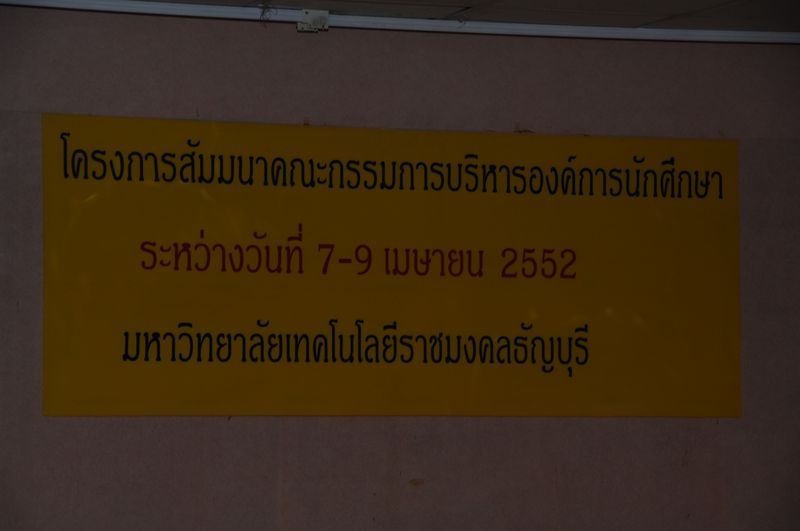 โครงการสัมมนาคณะกรรมการบริหารองค์การนักศึกษา
ระหว่างวันที่ 7-9 เมษายน 2552
มหาวิทยาลัยเทคโนโลยีราชมงคลธัญบุรี